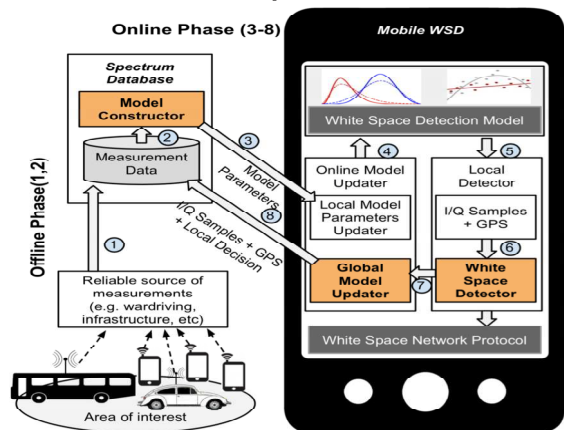 Online Phase (3-8)
Mobile WSD
Spectrum
Database
Model
Constructor
2
Measurement
Data
3
Model
Parameters
8
I/Q Samples + GPS
+ Local Decision
Offline Phase(1,2)
1
Reliable source of
measurements
(e.g. wardriving,
infrastructure, etc)
Area of interest
White Space Detection Model
4
5
Online Model
Updater
Local Model
Parameters
Updater
Local
Detector
I/Q Samples
+ GPS
6
Global
Model
Updater
7
White
Space
Detector
White Space Network Protocol